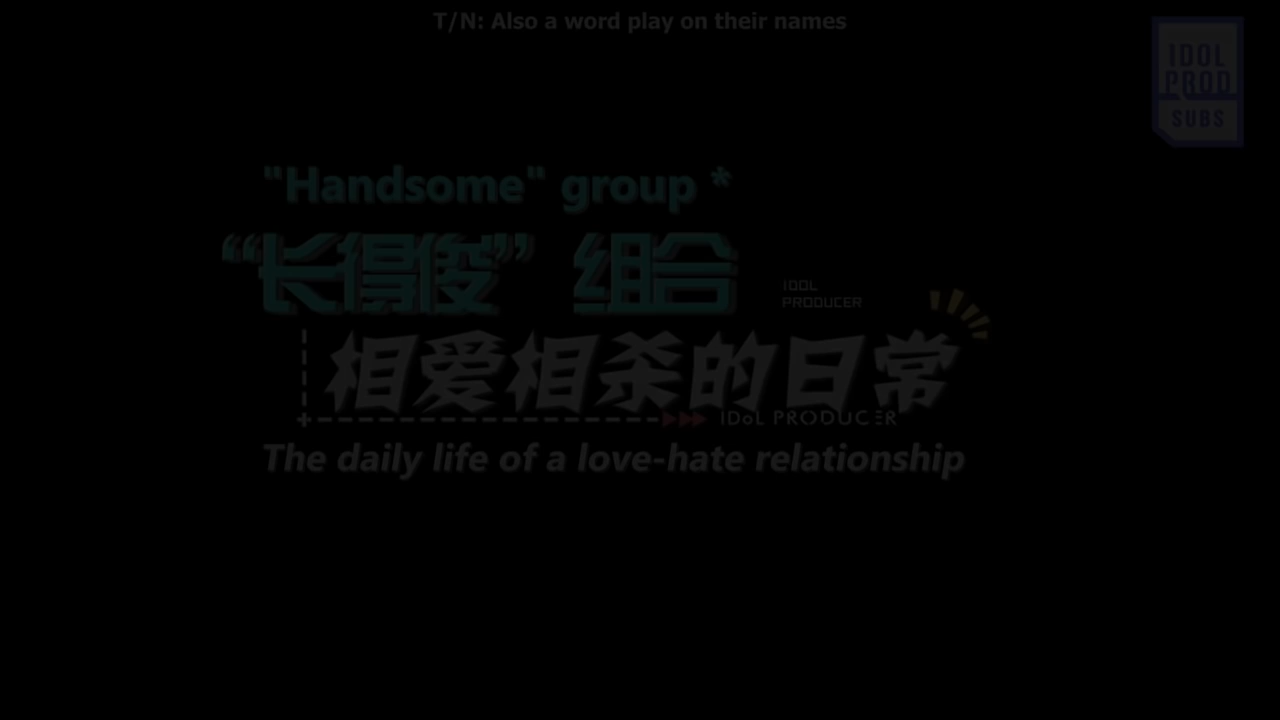 T/N: Also a word play on their names
IDOL
PROD
SUBS
"Handsome" group *
“长得俊” 组合
IDOL
PRODUCER
相爱相杀的日常
IDoL PRODUCER
The daily life of a love-hate relationship